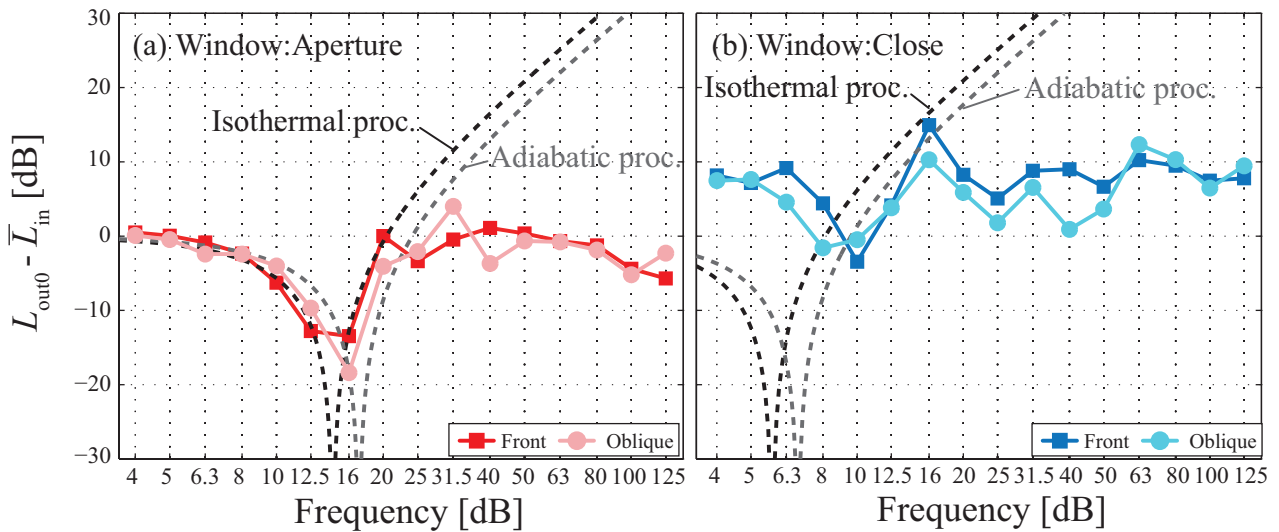 (a) Window:Aperture
(b) Window:Close
L̅out0 - L̅in [dB]
30
20
10
0
−10
−20
−30
Isothermal proc.
Adiabatic proc.
Isothermal proc.
Adiabatic proc.
Front Oblique
Front Oblique
4 5 6.3 8 10 12.5 16 20 25 31.5 40 50 63 80 100 125
4 5 6.3 8 10 12.5 16 20 25 31.5 40 50 63 80 100 125
Frequency [dB]
Frequency [dB]